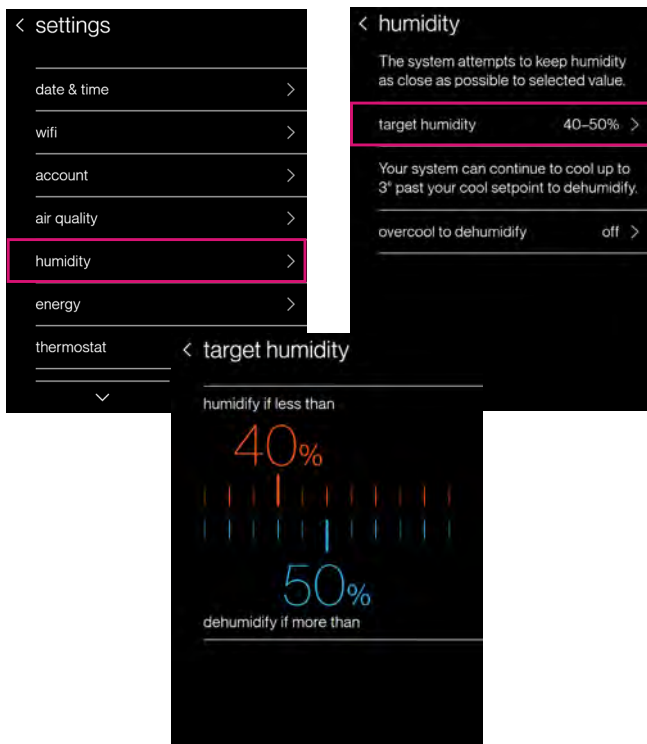 < settings
date & time >
wifi >
account >
air quality >
humidity >
energy >
thermostat
< humidity
The system attempts to keep humidity
as close as possible to selected value.
target humidity 40–50% >
Your system can continue to cool up to
3° past your cool setpoint to dehumidify.
overcool to dehumidify off >
< target humidity
humidify if less than
40%
50%
dehumidify if more than